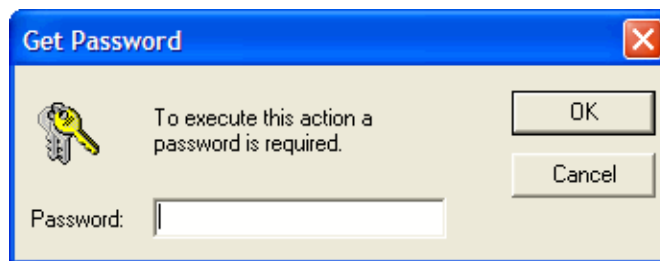 Get Password
To execute this action a
password is required.
OK
Cancel
Password: